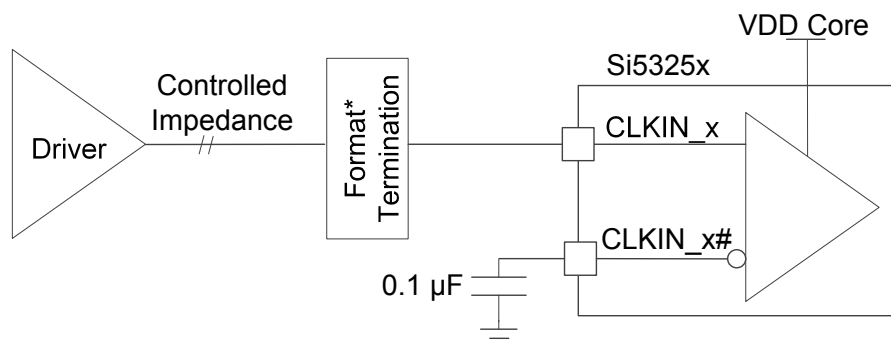 VDD Core
Si5325x
Controlled
Impedance
Driver
Format*
Termination
CLKIN_x
CLKIN_x#
0.1 µF